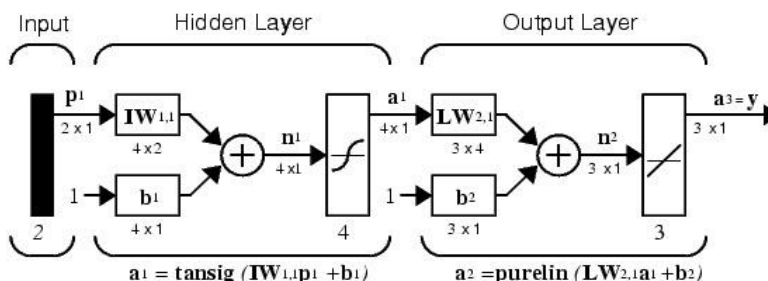 Input Hidden Layer Output Layer
p1 a1 a3 = y
IW1,1 n1 LW2,1 n2
2 x 1 4 x 1 3 x 1
4 x 2 4 x 1 3 x 4 3 x 1
1 b1 1 b2
2 4 x 1 4 3 x 1 3
a1 = tansig (IW1,1p1 +b1) a2 =purelin (LW2,1a1 +b2)